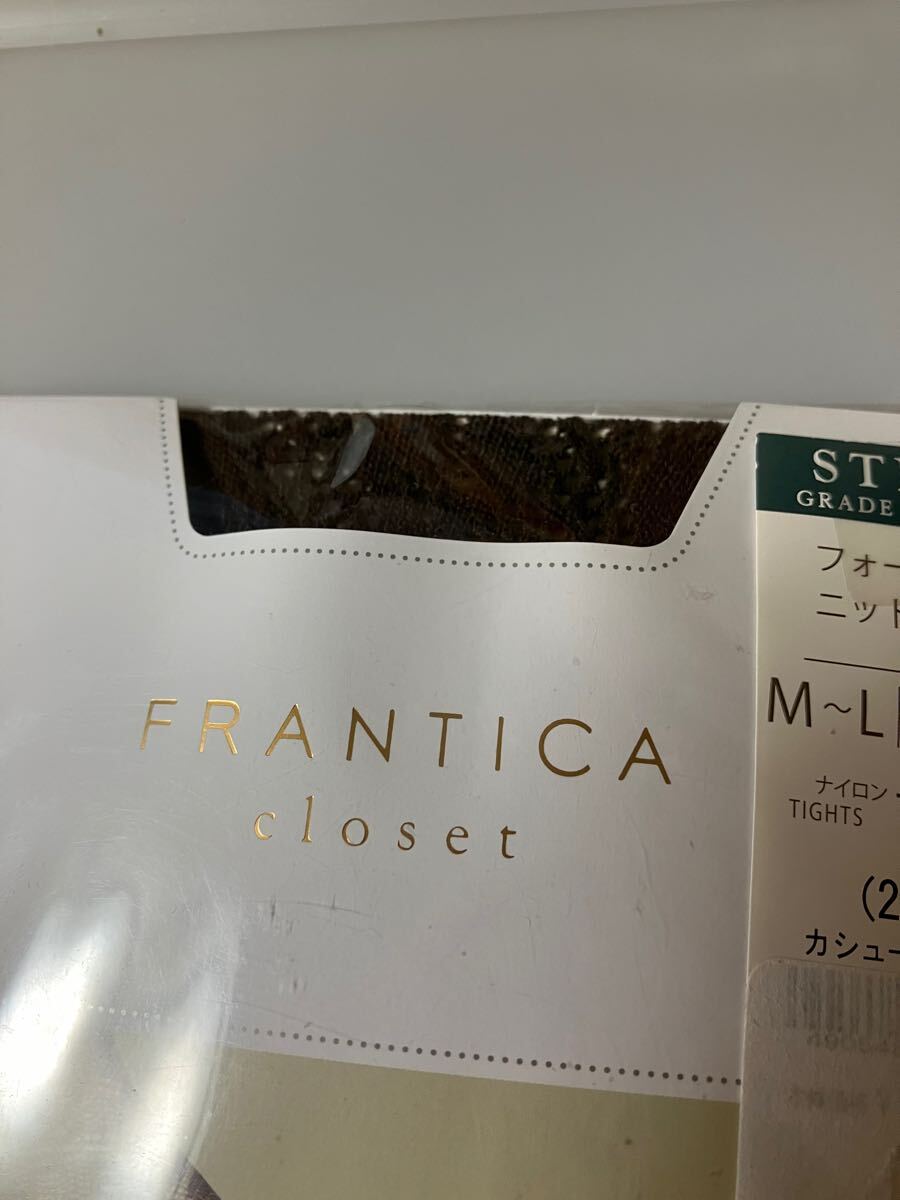 FRANTICA
closet
GRADE
フォー
ニット
M~L
ナイロン・
TIGHTS
(2
カシュー